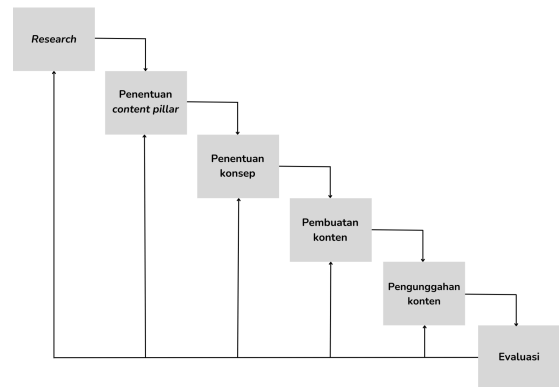 Research
Penentuan
content pillar
Penentuan
konsep
Pembuatan
konten
Pengunggahan
konten
Evaluasi